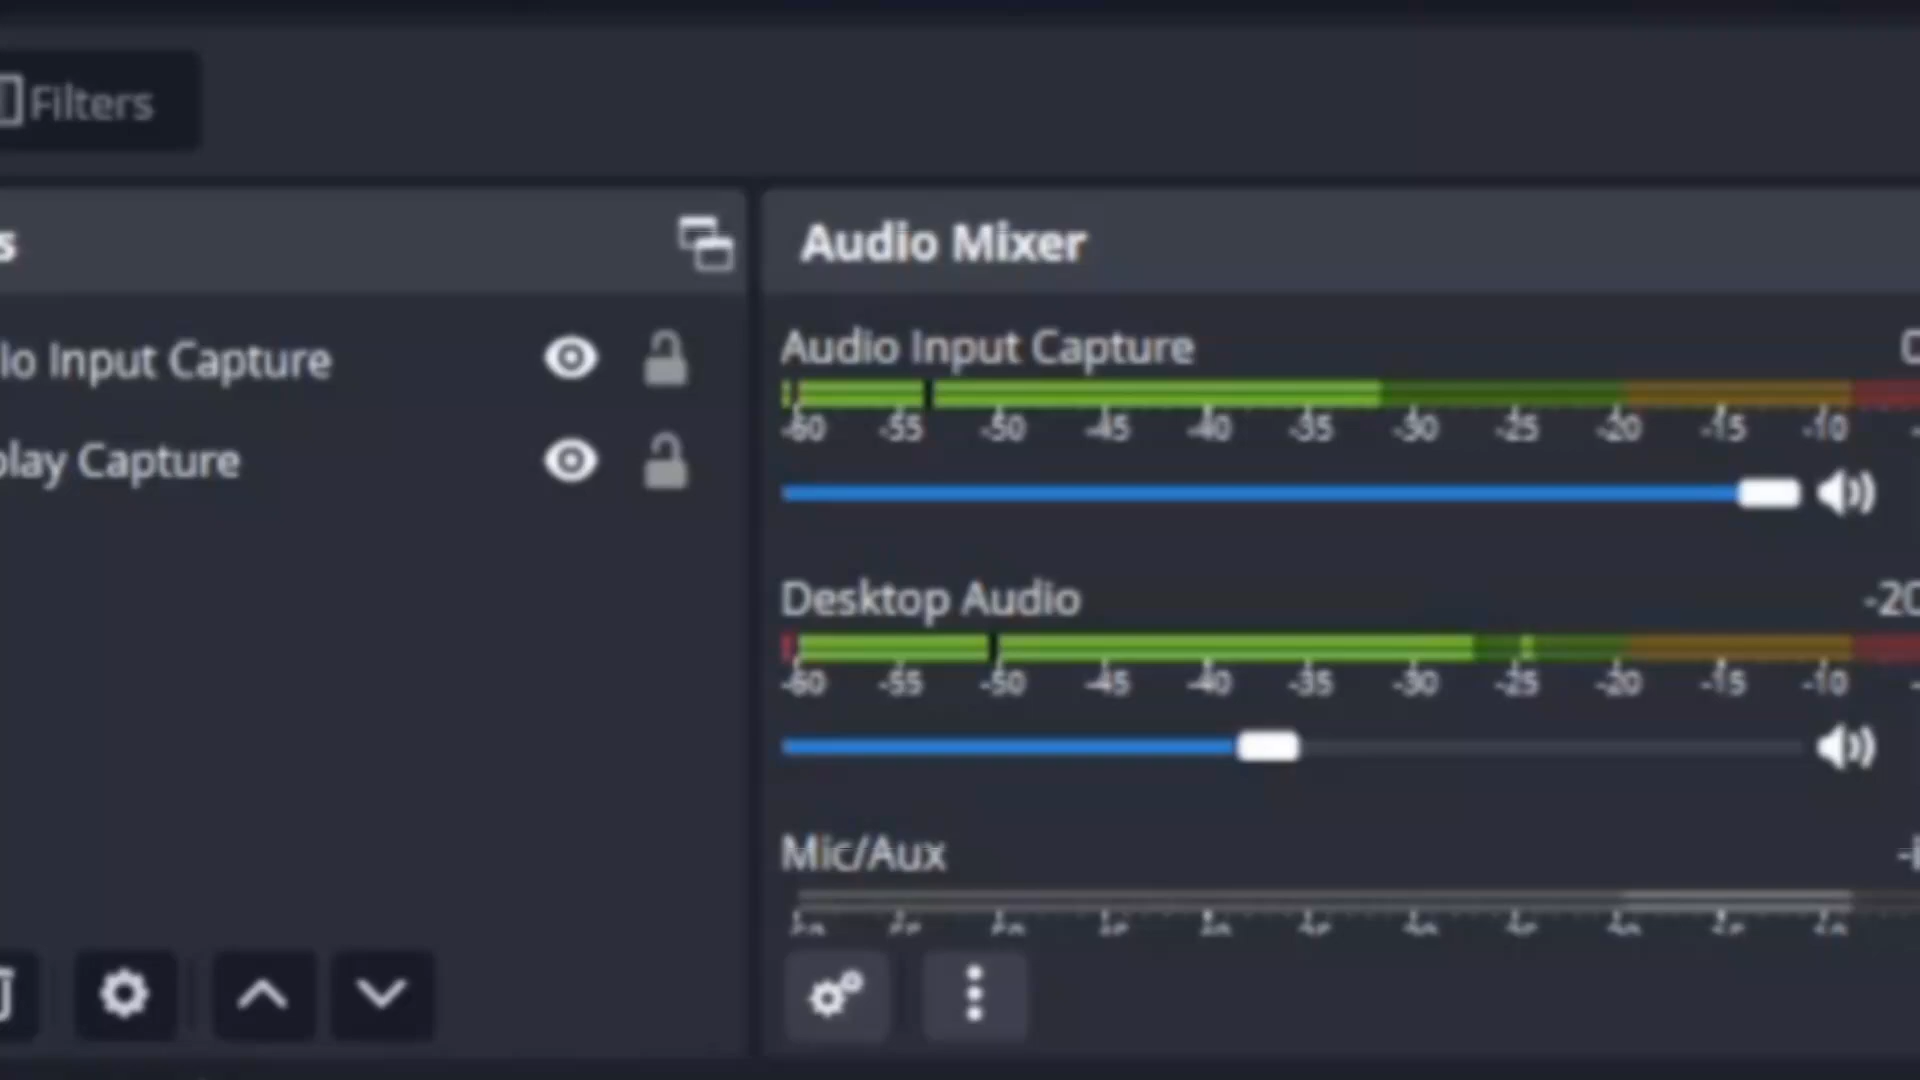 Filters
s
Audio Mixer
lo Input Capture
play Capture
Audio Input Capture
-60 -55 -50 -45 -40 -35 -30 -25 -20 -15 -10
Desktop Audio
-20
-60 -55 -50 -45 -40 -35 -30 -25 -20 -15 -10
Mic/Aux